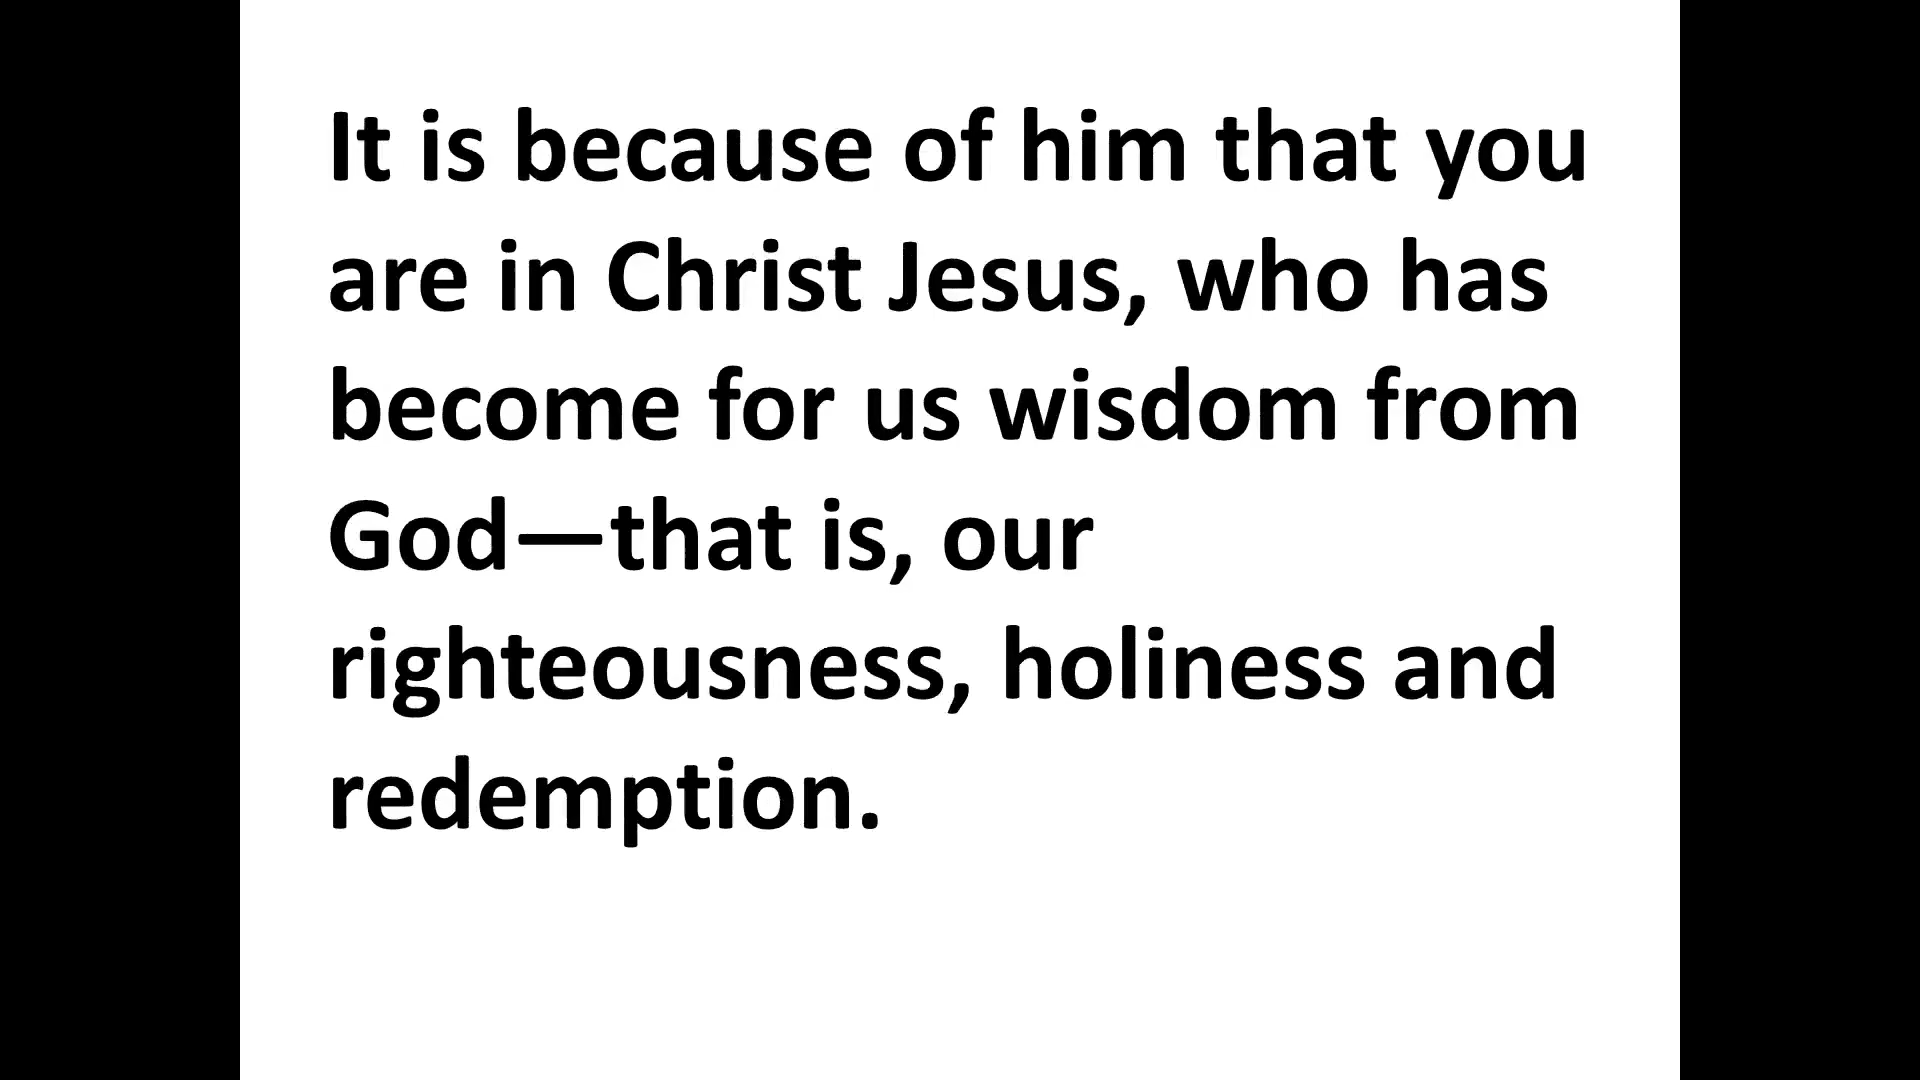 It is because of him that you
are in Christ Jesus, who has
become for us wisdom from
God—that is, our
righteousness, holiness and
redemption.